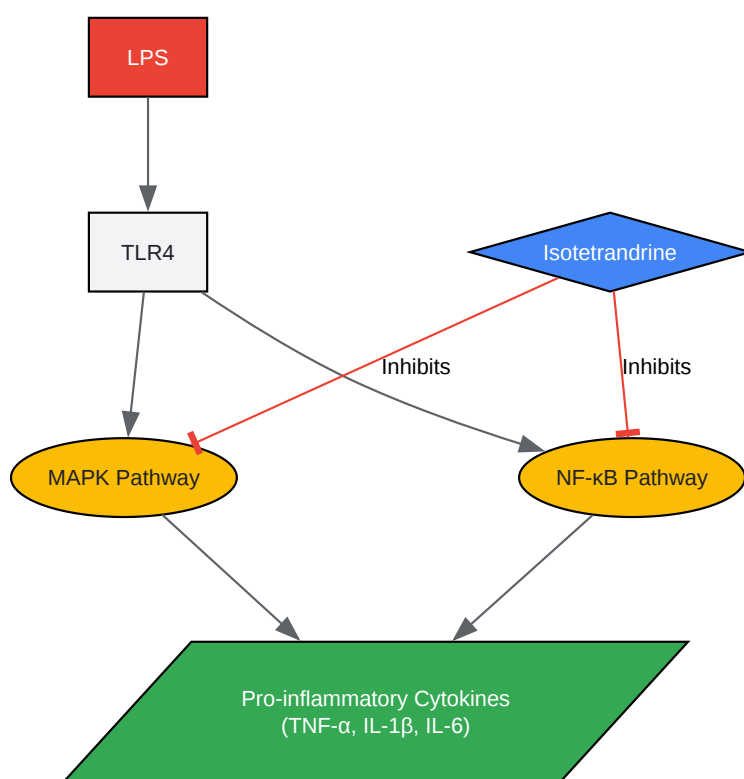 LPS
TLR4
Isotetrandrine
Inhibits
Inhibits
MAPK Pathway
NF-κB Pathway
Pro-inflammatory Cytokines
(TNF-α, IL-1β, IL-6)